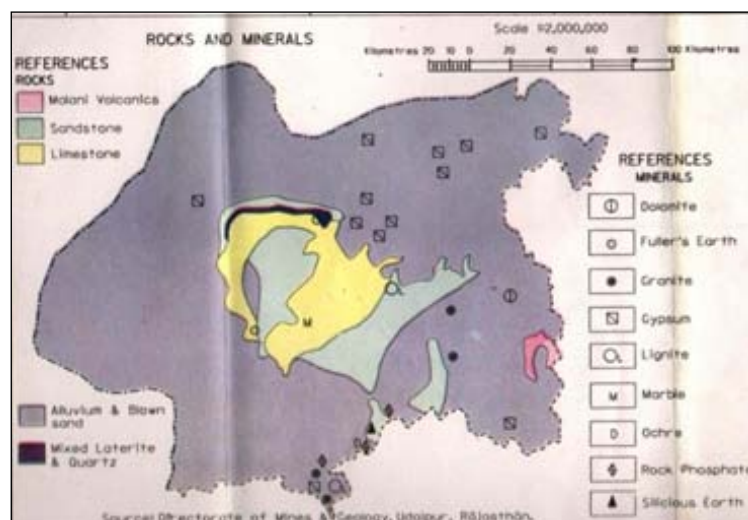 ROCKS AND MINERALS
Scale 1:2,000,000
Kilometres 20 10 0 20 40 60 80 100 Kilometres
REFERENCES
ROCKS
Malani Volcanics
Sandstone
Limestone
REFERENCES
MINERALS
Dolomite
Fuller's Earth
Granite
Gypsum
Lignite
Marble
Ochre
Rock Phosphate
Silicious Earth
M
Alluvium & Blown
sand
Mixed Laterite
& Quartz
Source: Directorate of Mines & Geology, Udaipur, Rājasthān.